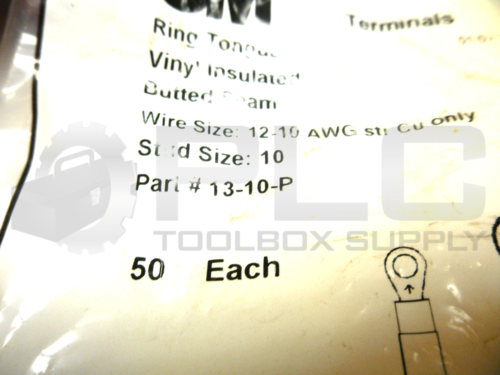 Terminals
Ring Tongue
Vinyl Insulated
Butted Seam
Wire Size: 12-10 AWG str Cu only
Stud Size: 10
Part # 13-10-P
PLC
TOOLBOX SUPPLY
50 Each